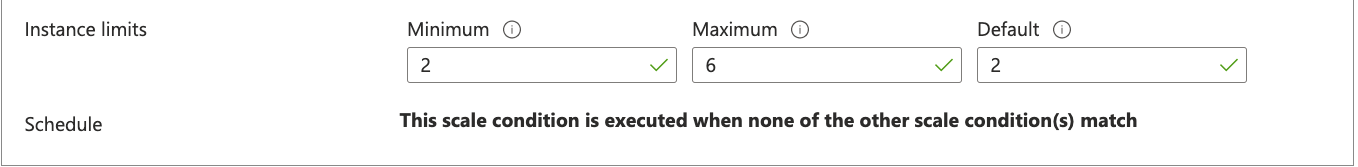 Instance limits
Minimum
Maximum
Default
2
6
2
Schedule
This scale condition is executed when none of the other scale condition(s) match